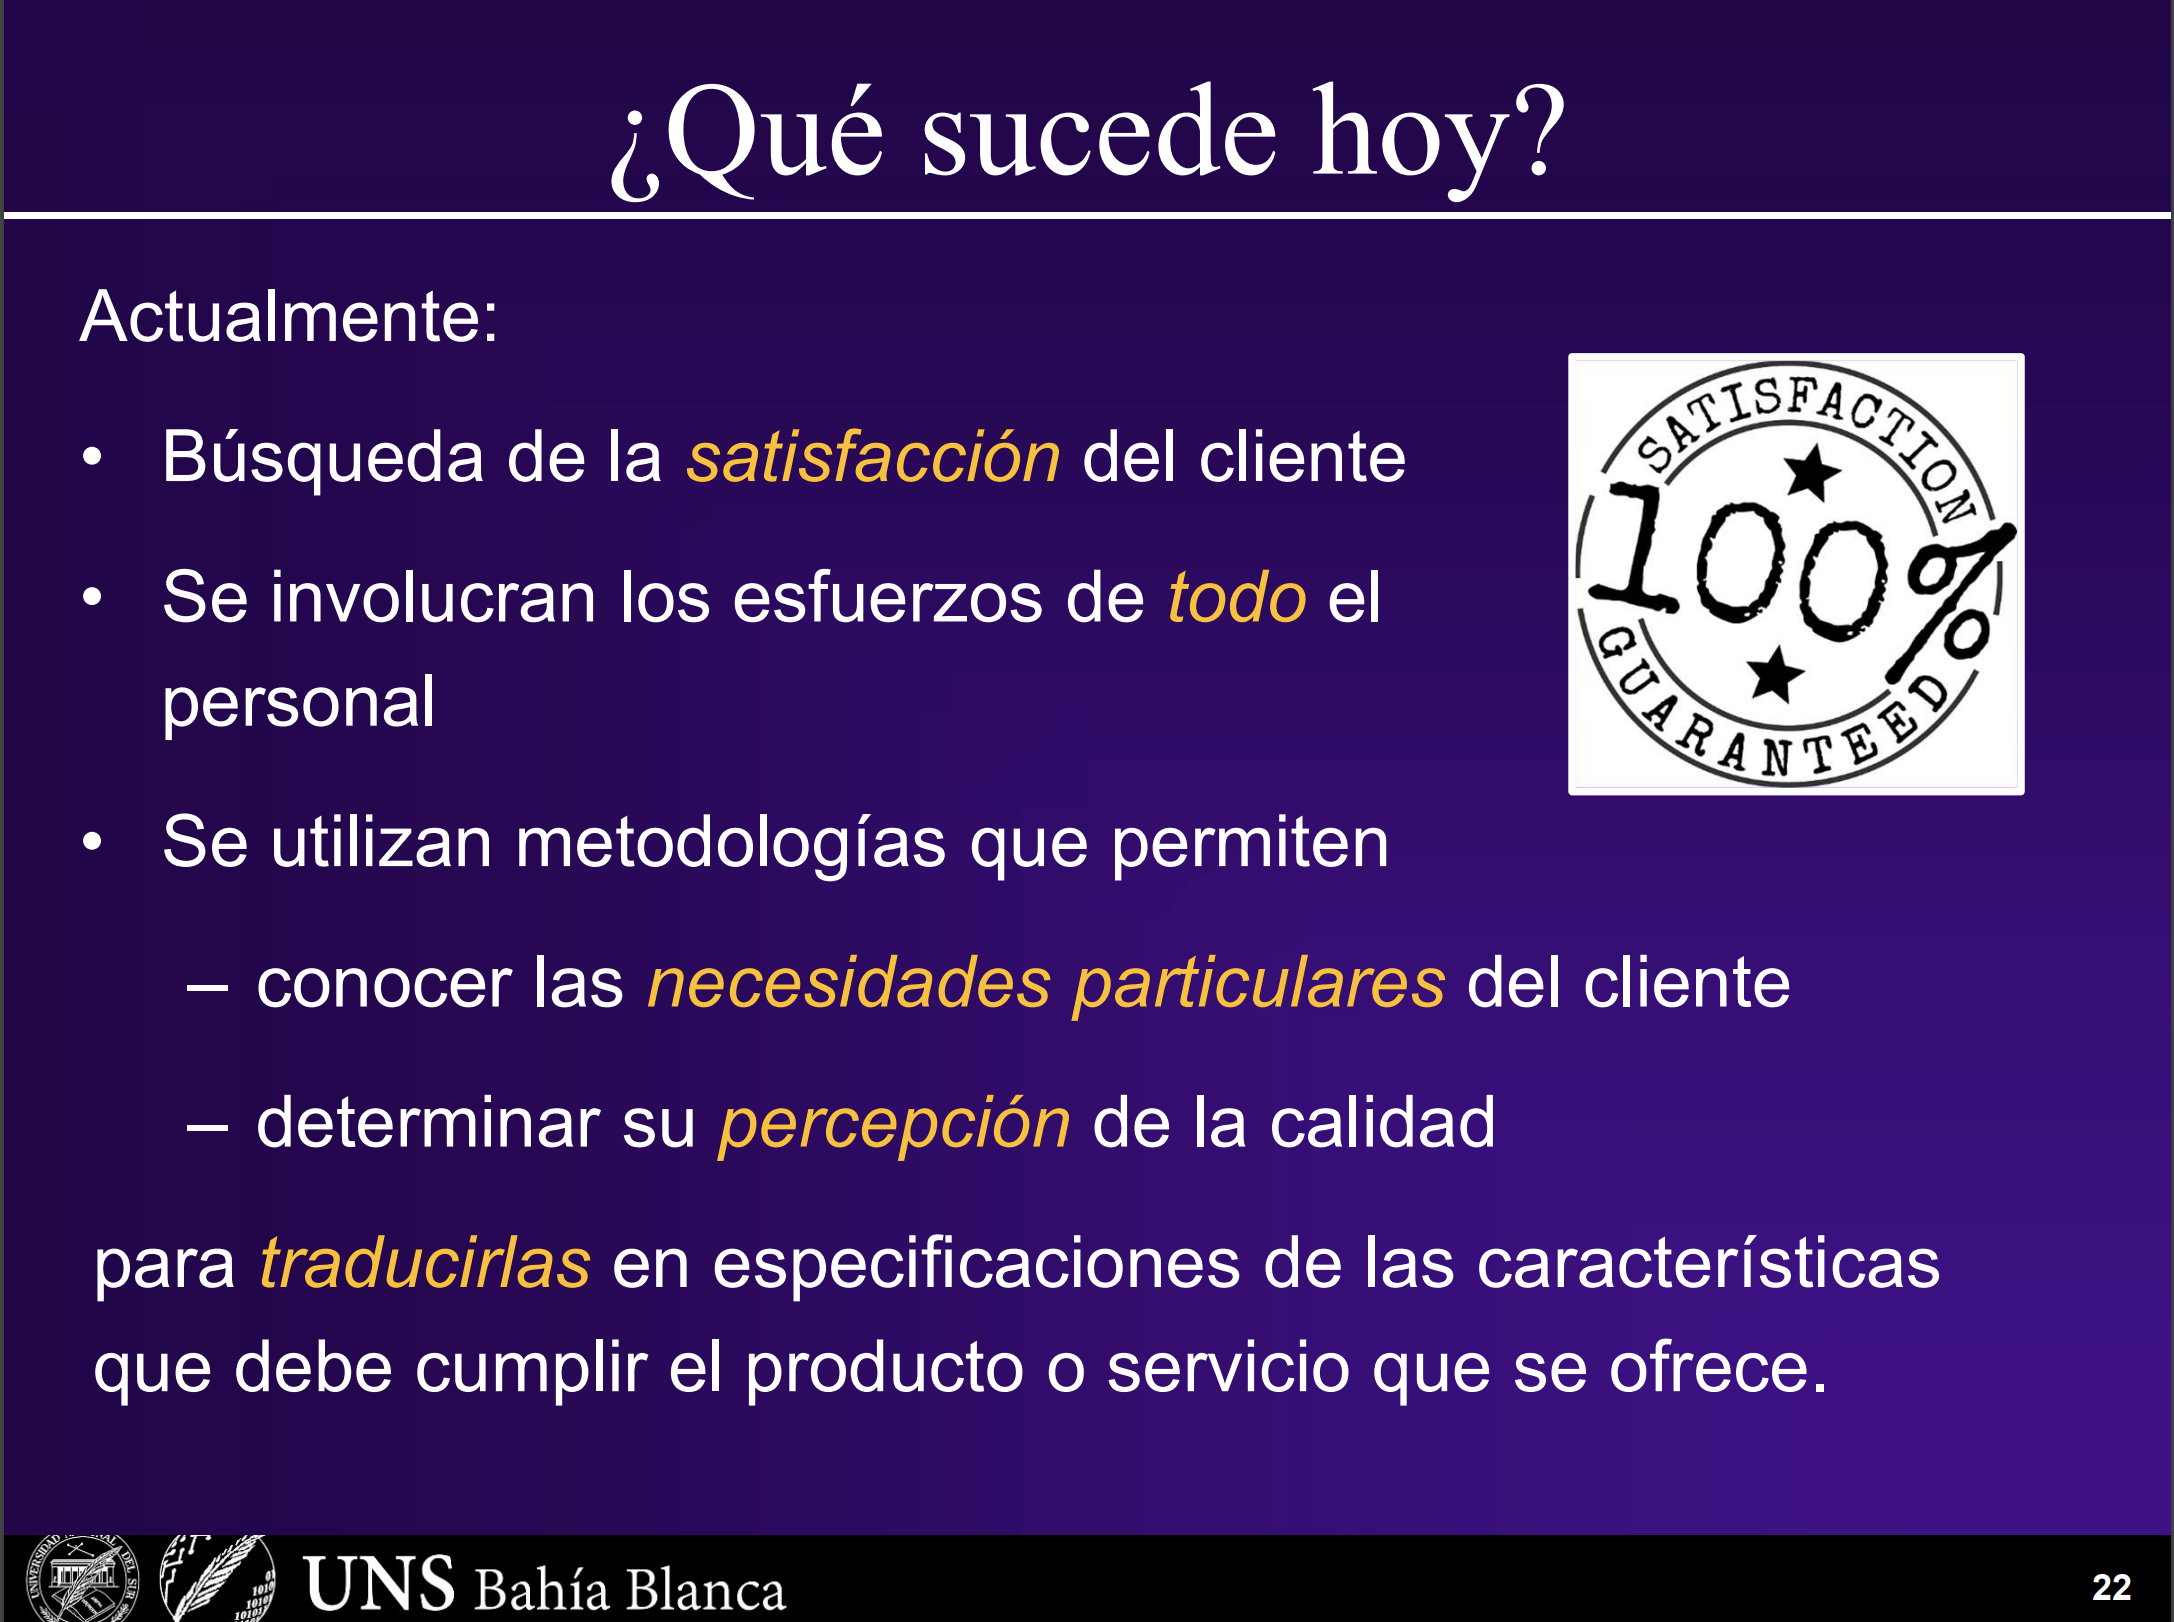 ¿Qué sucede hoy?
Actualmente:
• Búsqueda de la satisfacción del cliente
• Se involucran los esfuerzos de todo el
personal
• Se utilizan metodologías que permiten
– conocer las necesidades particulares del cliente
– determinar su percepción de la calidad
para traducirlas en especificaciones de las características
que debe cumplir el producto o servicio que se ofrece.
SATISFACTION
100%
GUARANTEED
UNS Bahía Blanca
22